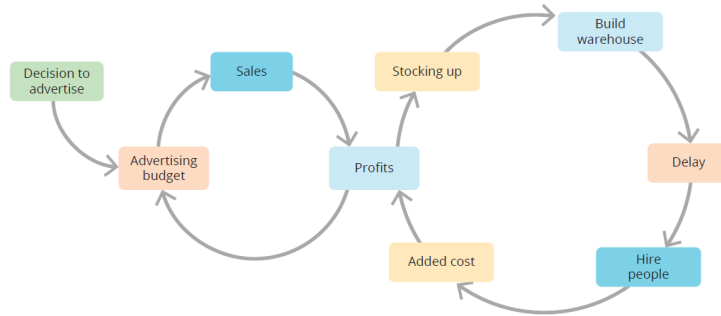 Decision to
advertise
Advertising
budget
Sales
Profits
Stocking up
Build
warehouse
Delay
Hire
people
Added cost